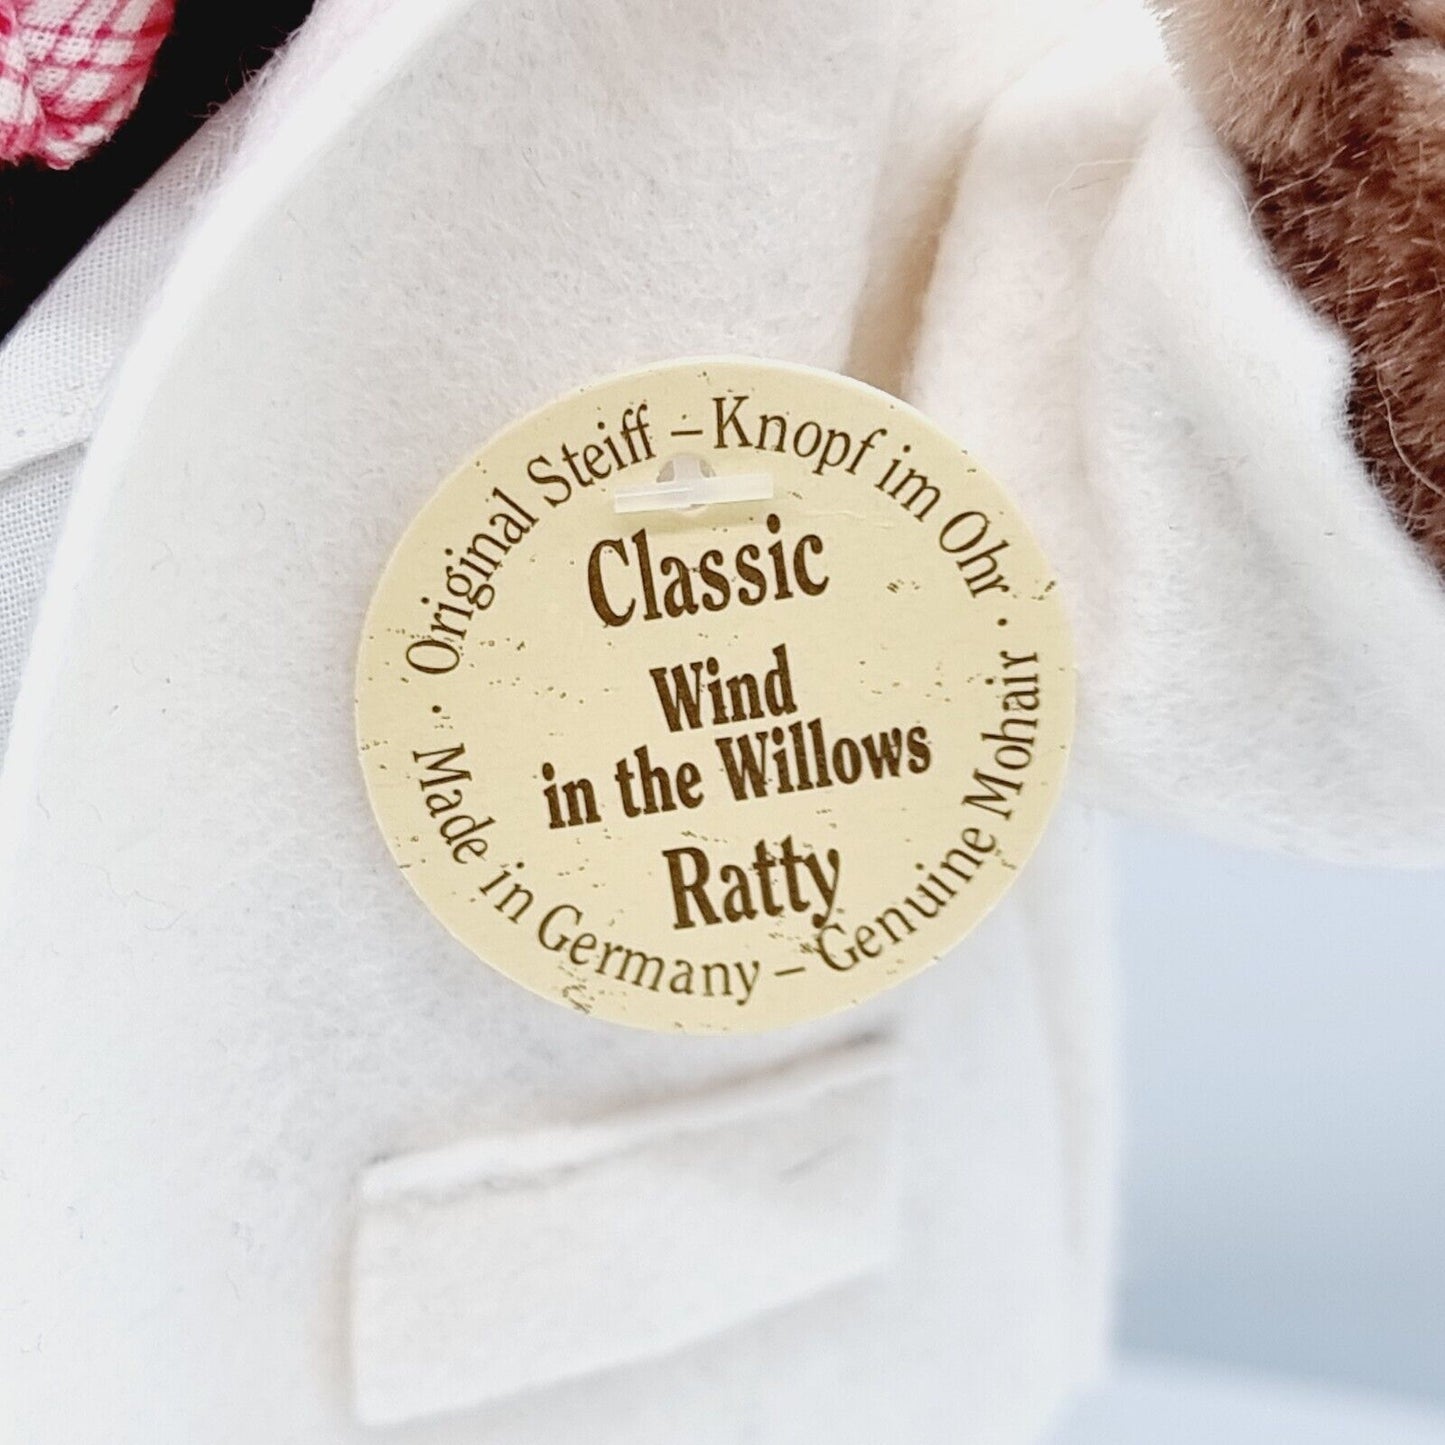 · Original Steiff – Knopf im Ohr ·
Classic
Wind
in the Willows
Ratty
Made in Germany – Genuine Mohair